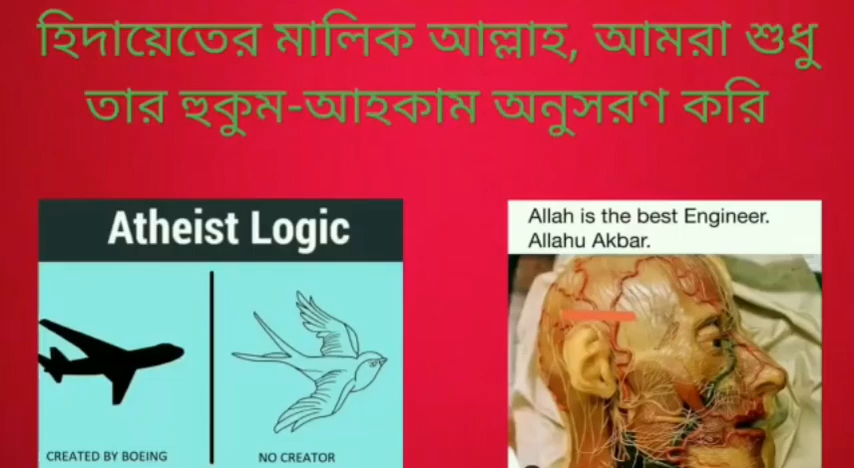 হিদায়েতের মালিক আল্লাহ, আমরা শুধু
তার হুকুম-আহকাম অনুসরণ করি
Atheist Logic
CREATED BY BOEING
NO CREATOR
Allah is the best Engineer.
Allahu Akbar.